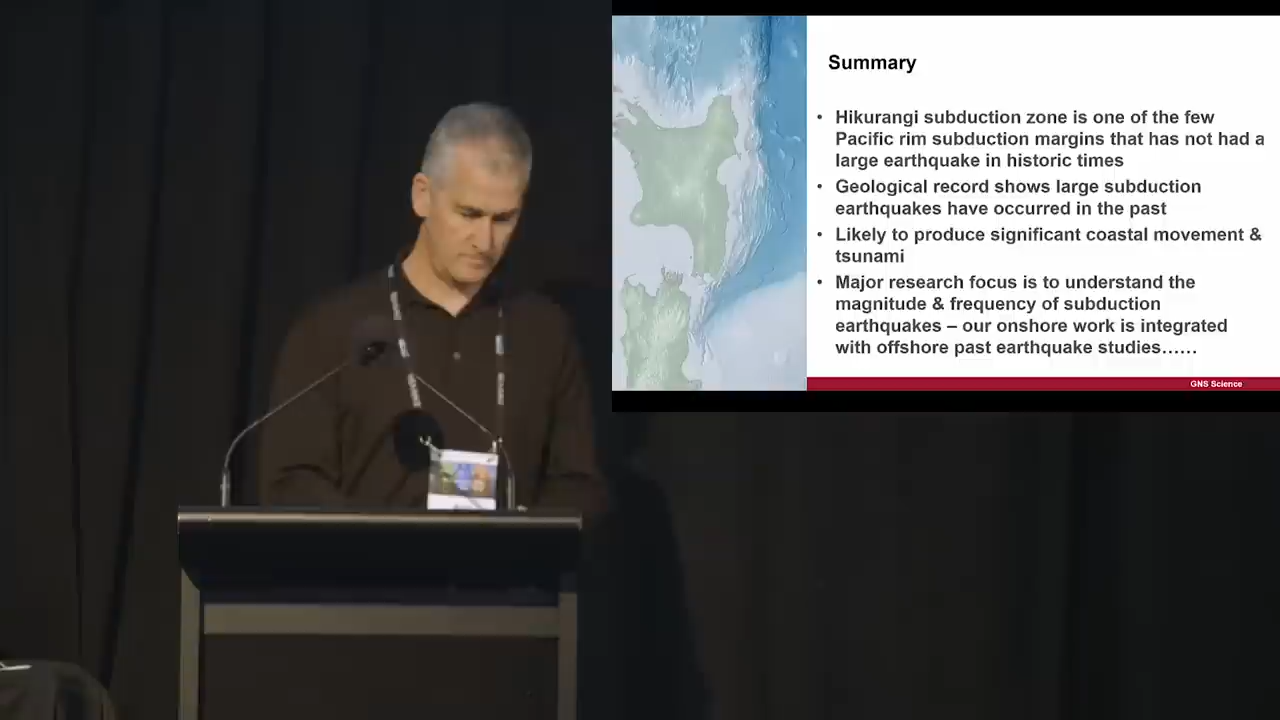 Summary
• Hikurangi subduction zone is one of the few
Pacific rim subduction margins that has not had a
large earthquake in historic times
• Geological record shows large subduction
earthquakes have occurred in the past
• Likely to produce significant coastal movement &
tsunami
• Major research focus is to understand the
magnitude & frequency of subduction
earthquakes – our onshore work is integrated
with offshore past earthquake studies……
GNS Science